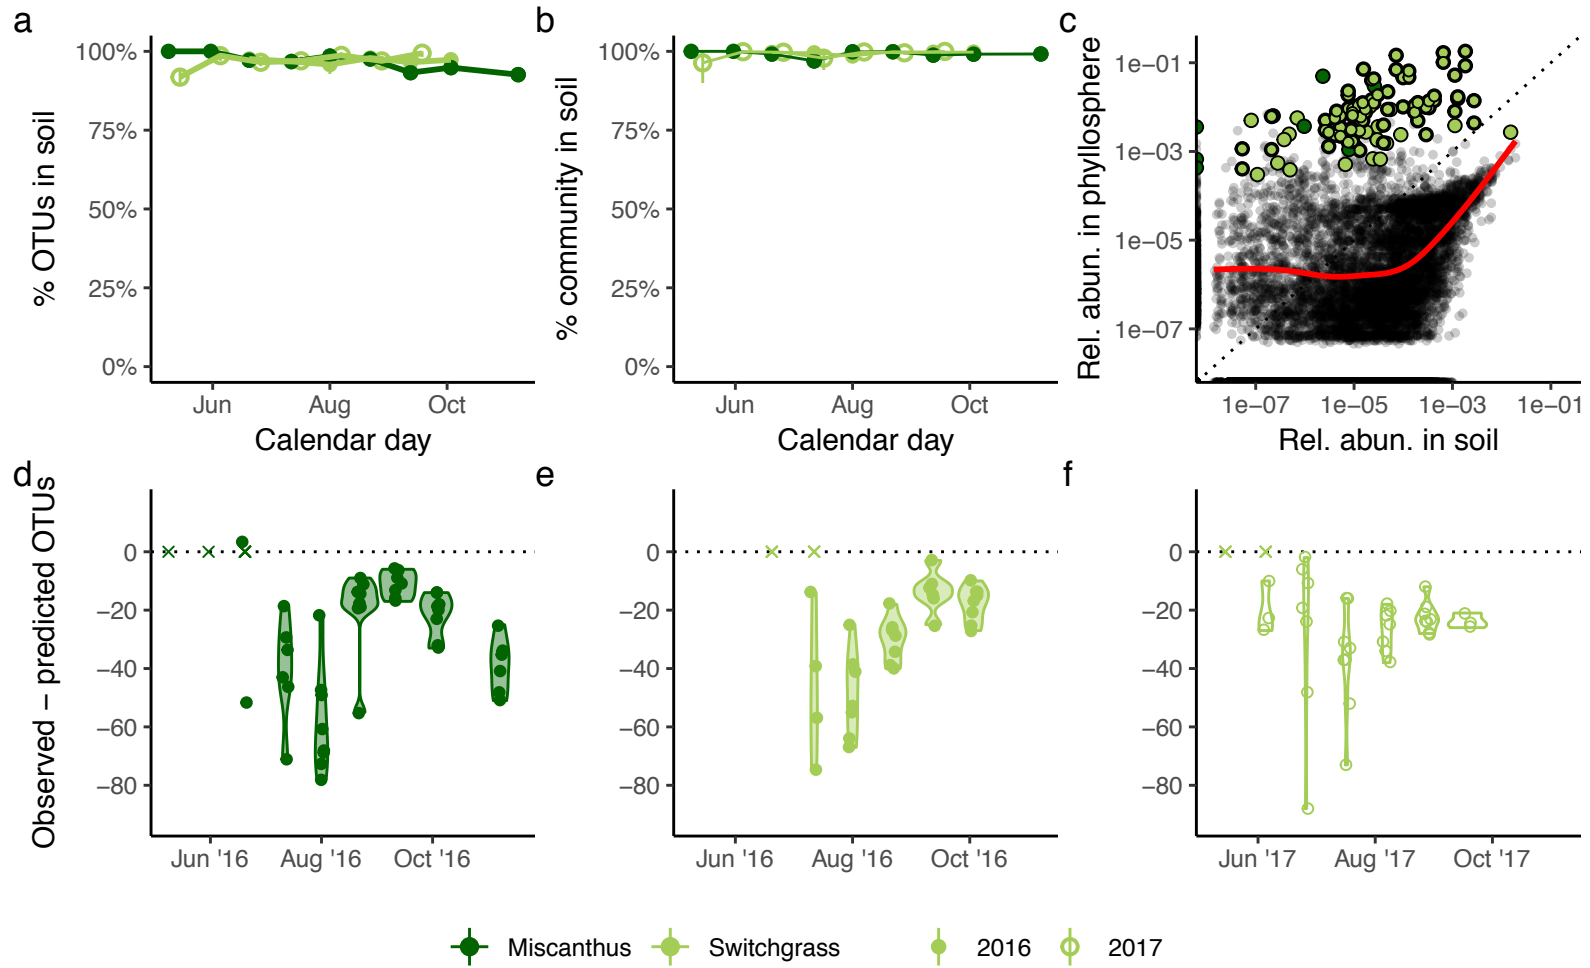 a
% OTUs in soil
100%
75%
50%
25%
0%
Jun
Aug
Oct
Calendar day
b
% community in soil
100%
75%
50%
25%
0%
Jun
Aug
Oct
Calendar day
c
Rel. abun. in phyllosphere
1e−01
1e−03
1e−05
1e−07
1e−07
1e−05
1e−03
1e−01
Rel. abun. in soil
d
Observed − predicted OTUs
0
−20
−40
−60
−80
Jun '16
Aug '16
Oct '16
e
0
−20
−40
−60
−80
Jun '16
Aug '16
Oct '16
f
0
−20
−40
−60
−80
Jun '17
Aug '17
Oct '17
Miscanthus
Switchgrass
2016
2017